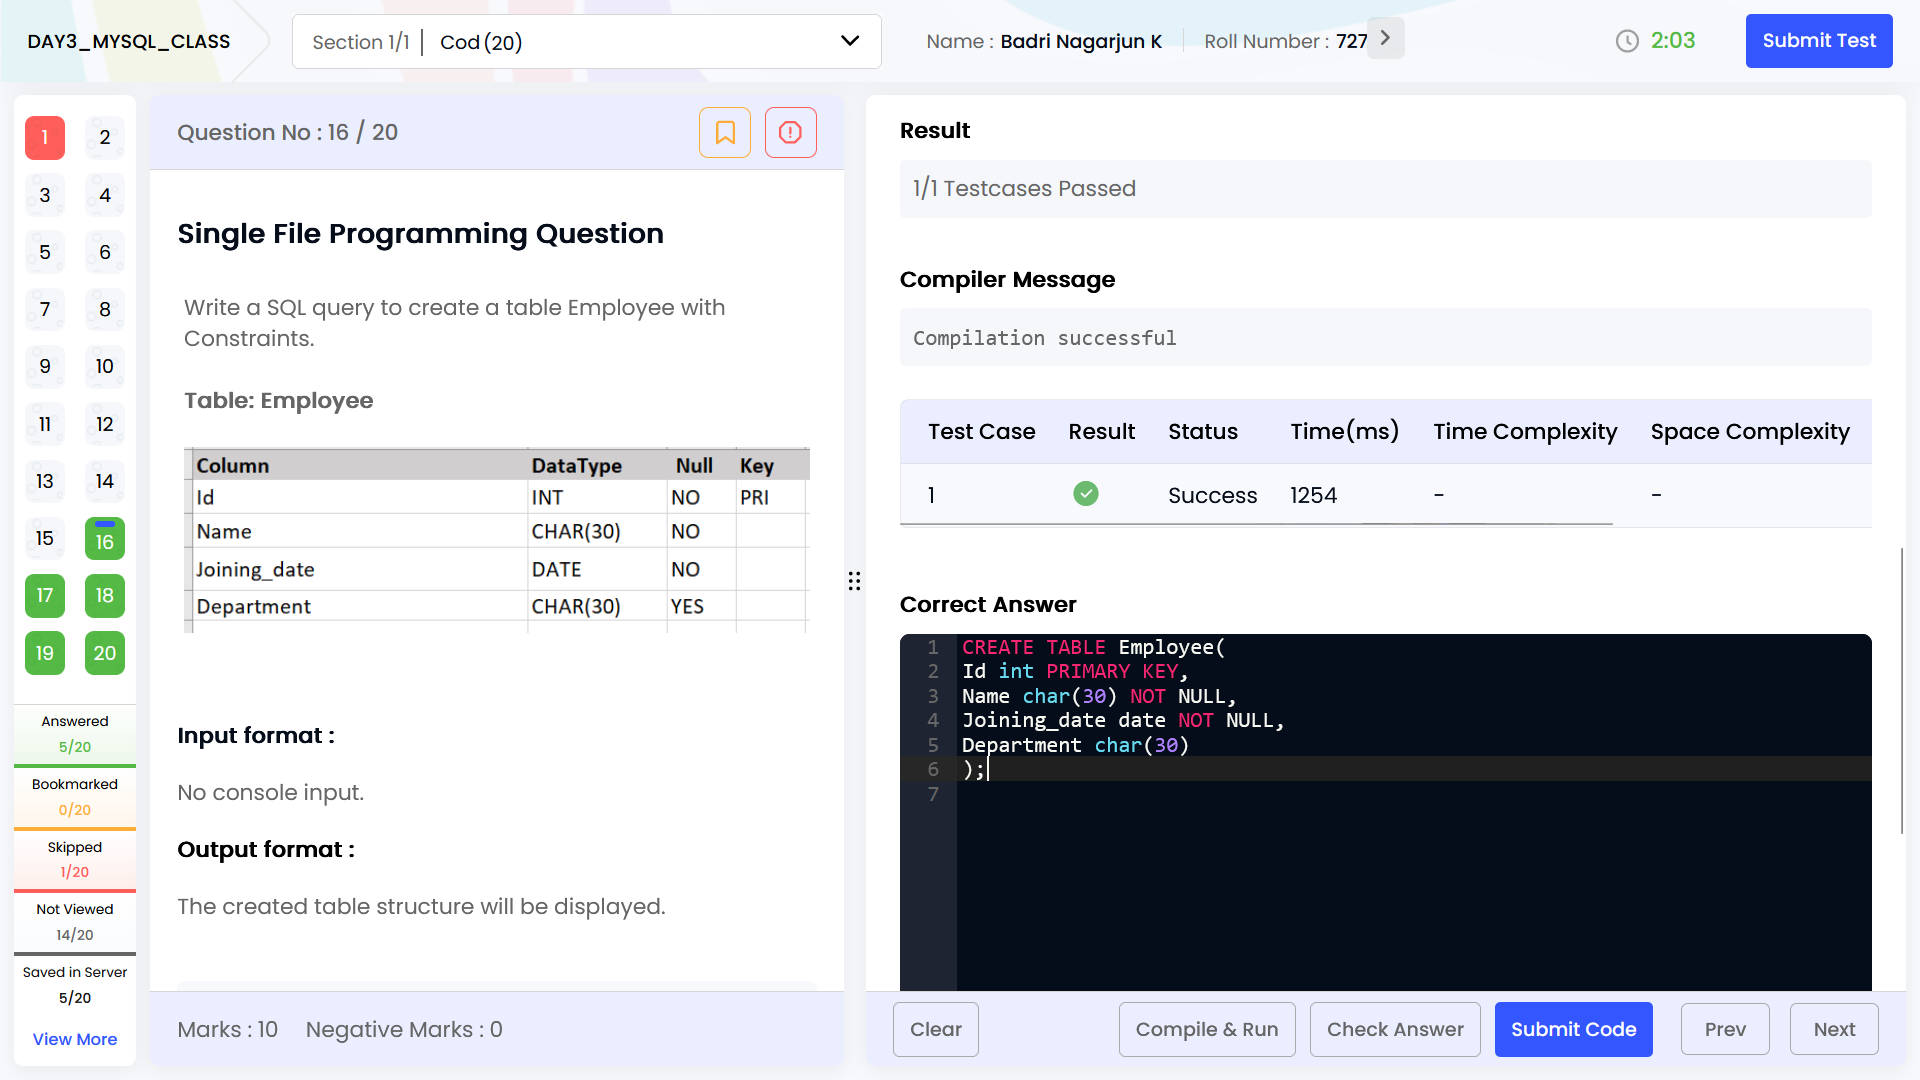 DAY3_MYSQL_CLASS
Section 1/1 | Cod (20)
Name : Badri Nagarjun K
Roll Number : 727
2:03
Submit Test
1 2
3 4
5 6
7 8
9 10
11 12
13 14
15 16
17 18
19 20
Answered
5/20
Bookmarked
0/20
Skipped
1/20
Not Viewed
14/20
Saved in Server
5/20
View More
Question No : 16 / 20
Single File Programming Question
Write a SQL query to create a table Employee with
Constraints.
Table: Employee
Column DataType Null Key
Id INT NO PRI
Name CHAR(30) NO
Joining_date DATE NO
Department CHAR(30) YES
Input format :
No console input.
Output format :
The created table structure will be displayed.
Marks : 10 Negative Marks : 0
Result
1/1 Testcases Passed
Compiler Message
Compilation successful
Test Case Result Status Time(ms) Time Complexity Space Complexity
1 Success 1254 - -
Correct Answer
1 CREATE TABLE Employee(
2 Id int PRIMARY KEY,
3 Name char(30) NOT NULL,
4 Joining_date date NOT NULL,
5 Department char(30)
6 );
7
Clear
Compile & Run
Check Answer
Submit Code
Prev
Next